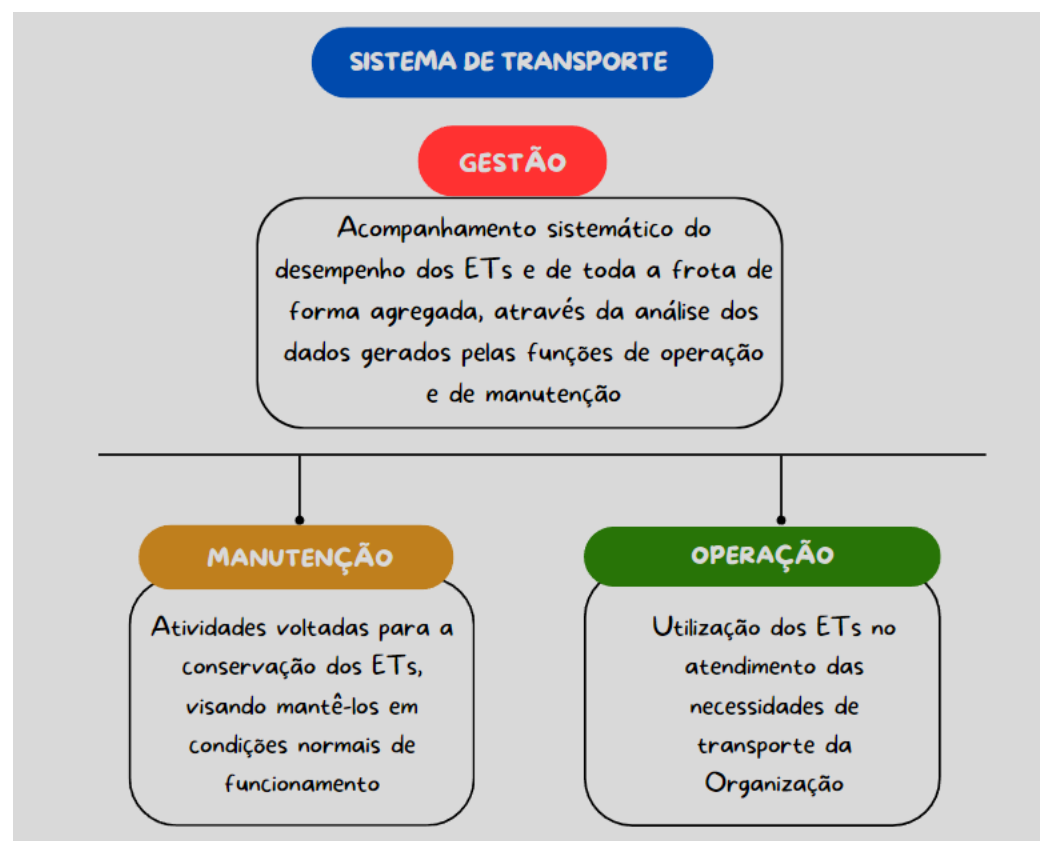 SISTEMA DE TRANSPORTE
GESTÃO
Acompanhamento sistemático do
desempenho dos ETs e de toda a frota de
forma agregada, através da análise dos
dados gerados pelas funções de operação
e de manutenção
MANUTENÇÃO
Atividades voltadas para a
conservação dos ETs,
visando mantê-los em
condições normais de
funcionamento
OPERAÇÃO
Utilização dos ETs no
atendimento das
necessidades de
transporte da
Organização